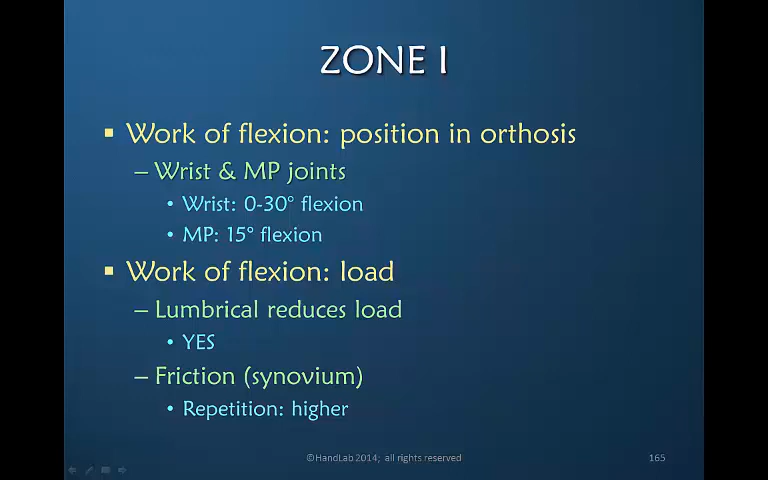 ZONE I
▪ Work of flexion: position in orthosis
– Wrist & MP joints
• Wrist: 0-30° flexion
• MP: 15° flexion
▪ Work of flexion: load
– Lumbrical reduces load
• YES
– Friction (synovium)
• Repetition: higher
©HandLab 2014; all rights reserved
165